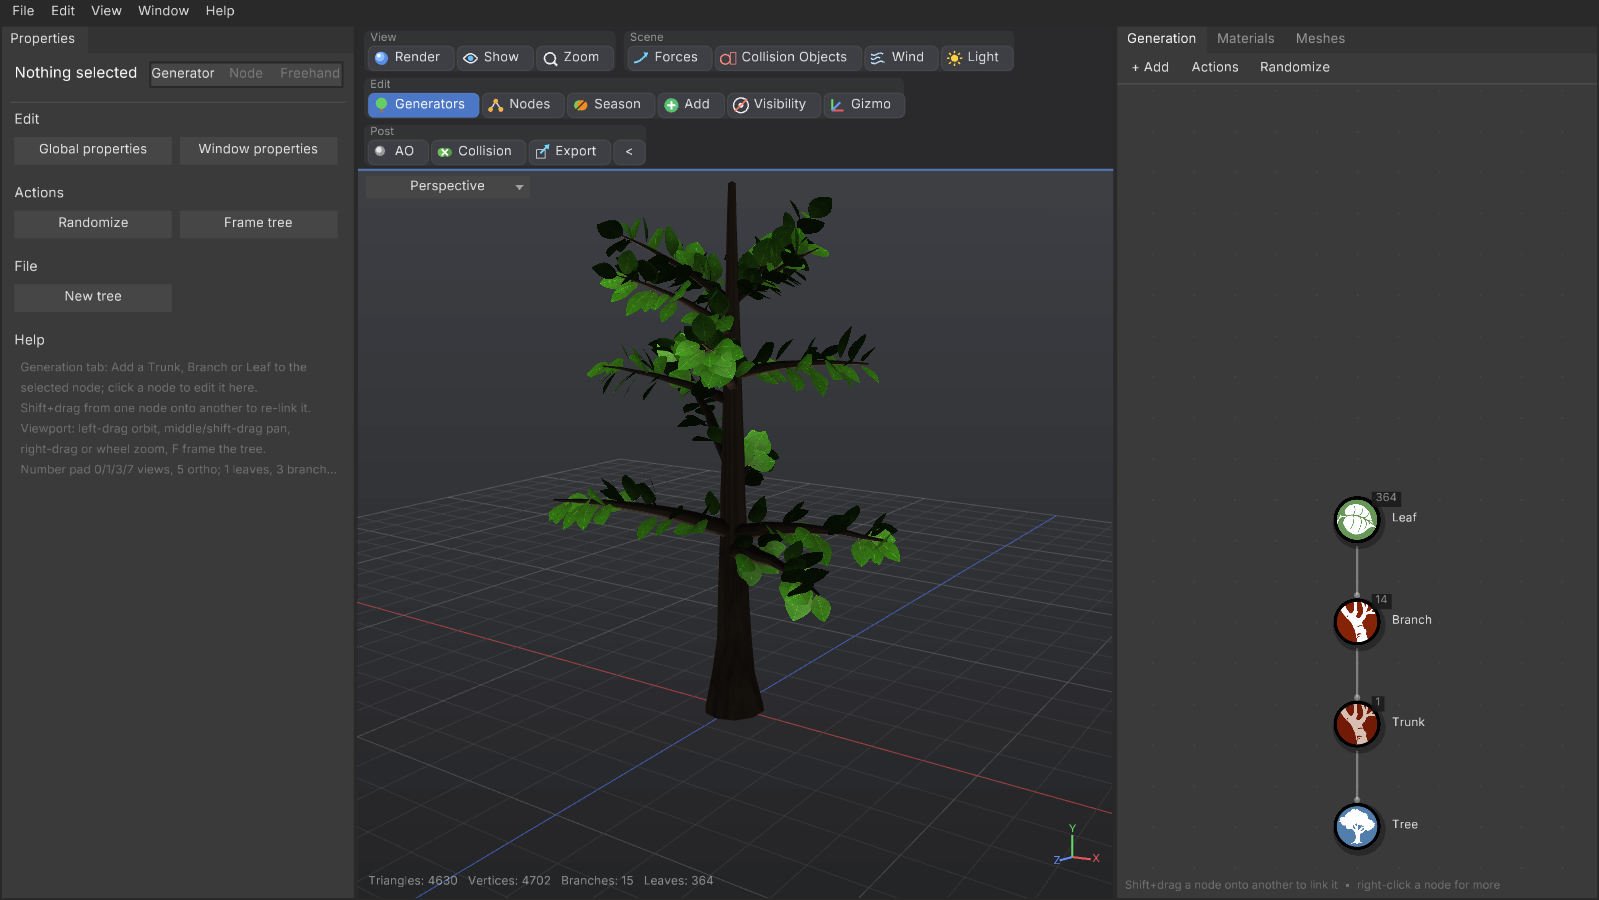 File Edit View Window Help
Properties
Nothing selected Generator Node Freehand
Edit
Global properties Window properties
Actions
Randomize Frame tree
File
New tree
Help
Generation tab: Add a Trunk, Branch or Leaf to the
selected node; click a node to edit it here.
Shift+drag from one node onto another to re-link it.
Viewport: left-drag orbit, middle/shift-drag pan,
right-drag or wheel zoom, F frame the tree.
Number pad 0/1/3/7 views, 5 ortho; 1 leaves, 3 branch...
View
Render Show Zoom
Scene
Forces Collision Objects Wind Light
Edit
Generators Nodes Season Add Visibility Gizmo
Post
AO Collision Export <
Perspective
Y
Z X
Triangles: 4630 Vertices: 4702 Branches: 15 Leaves: 364
Generation Materials Meshes
+ Add Actions Randomize
364
Leaf
14
Branch
1
Trunk
Tree
Shift+drag a node onto another to link it • right-click a node for more